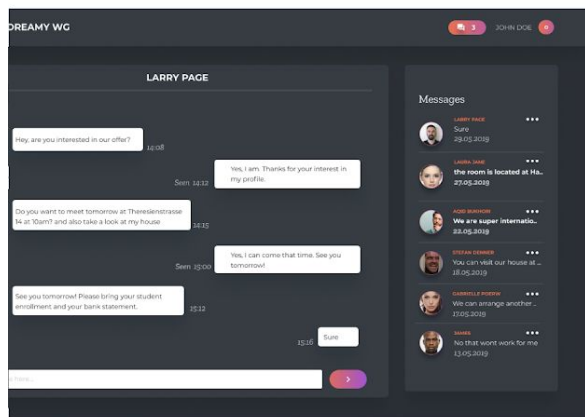 DREAMY WG
3
JOHN DOE
LARRY PAGE
Hey, are you interested in our offer?
14:08
Yes, I am. Thanks for your interest in
my profile.
Seen 14:12
Do you want to meet tomorrow at Theresienstrasse
14 at 10am? and also take a look at my house
14:15
Yes, I can come that time. See you
tomorrow!
Seen 15:00
See you tomorrow! Please bring your student
enrollment and your bank statement.
15:12
15:16
Sure
here...
Messages
LARRY PAGE
Sure
29.05.2019
LAURA JANE
the room is located at Ha..
27.05.2019
We are super internatio..
22.05.2019
STEFAN
You can visit our house at ...
18.05.2019
GABRIELLE
We can arrange another ..
17.05.2019
JAMES
No that wont work for me
13.05.2019